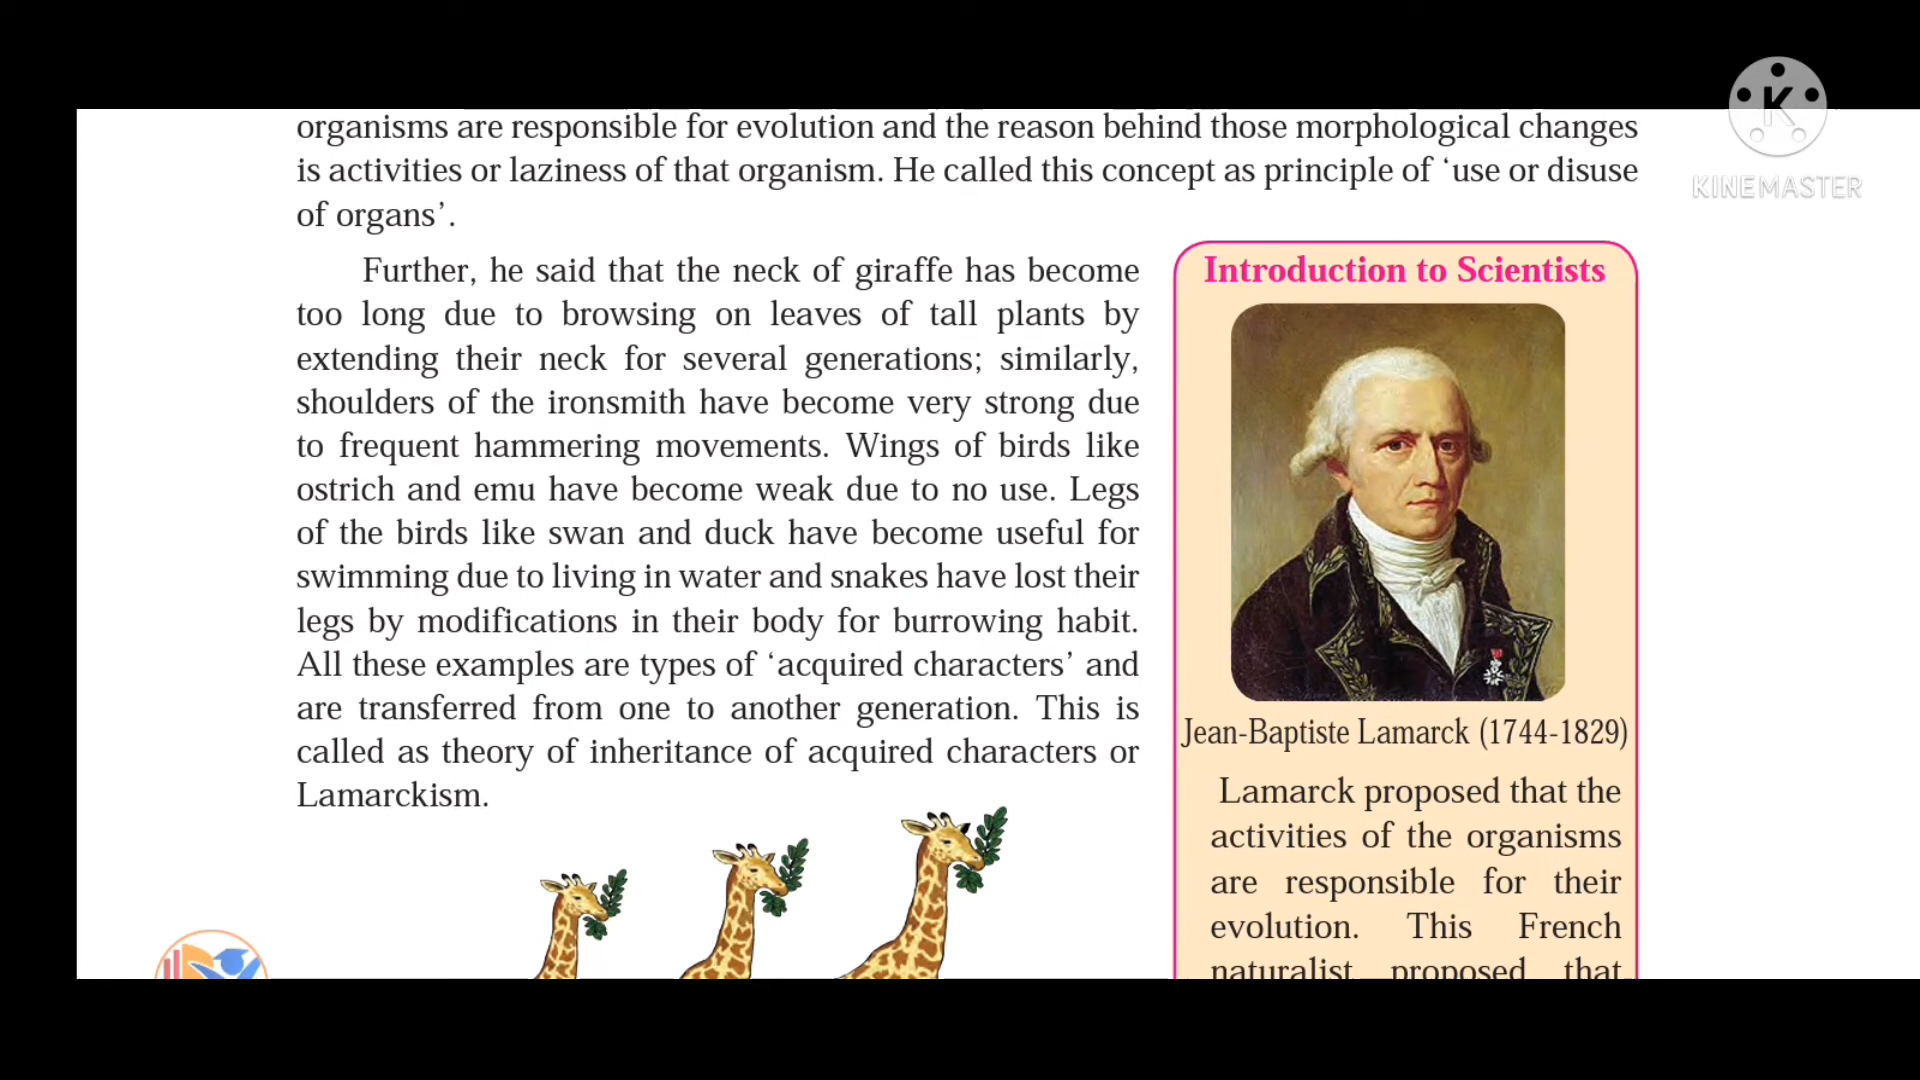 organisms are responsible for evolution and the reason behind those morphological changes
is activities or laziness of that organism. He called this concept as principle of ‘use or disuse
of organs’.
Further, he said that the neck of giraffe has become
too long due to browsing on leaves of tall plants by
extending their neck for several generations; similarly,
shoulders of the ironsmith have become very strong due
to frequent hammering movements. Wings of birds like
ostrich and emu have become weak due to no use. Legs
of the birds like swan and duck have become useful for
swimming due to living in water and snakes have lost their
legs by modifications in their body for burrowing habit.
All these examples are types of ‘acquired characters’ and
are transferred from one to another generation. This is
called as theory of inheritance of acquired characters or
Lamarckism.
Introduction to Scientists
Jean-Baptiste Lamarck (1744-1829)
Lamarck proposed that the
activities of the organisms
are responsible for their
evolution. This French
naturalist proposed that
K
KINEMASTER